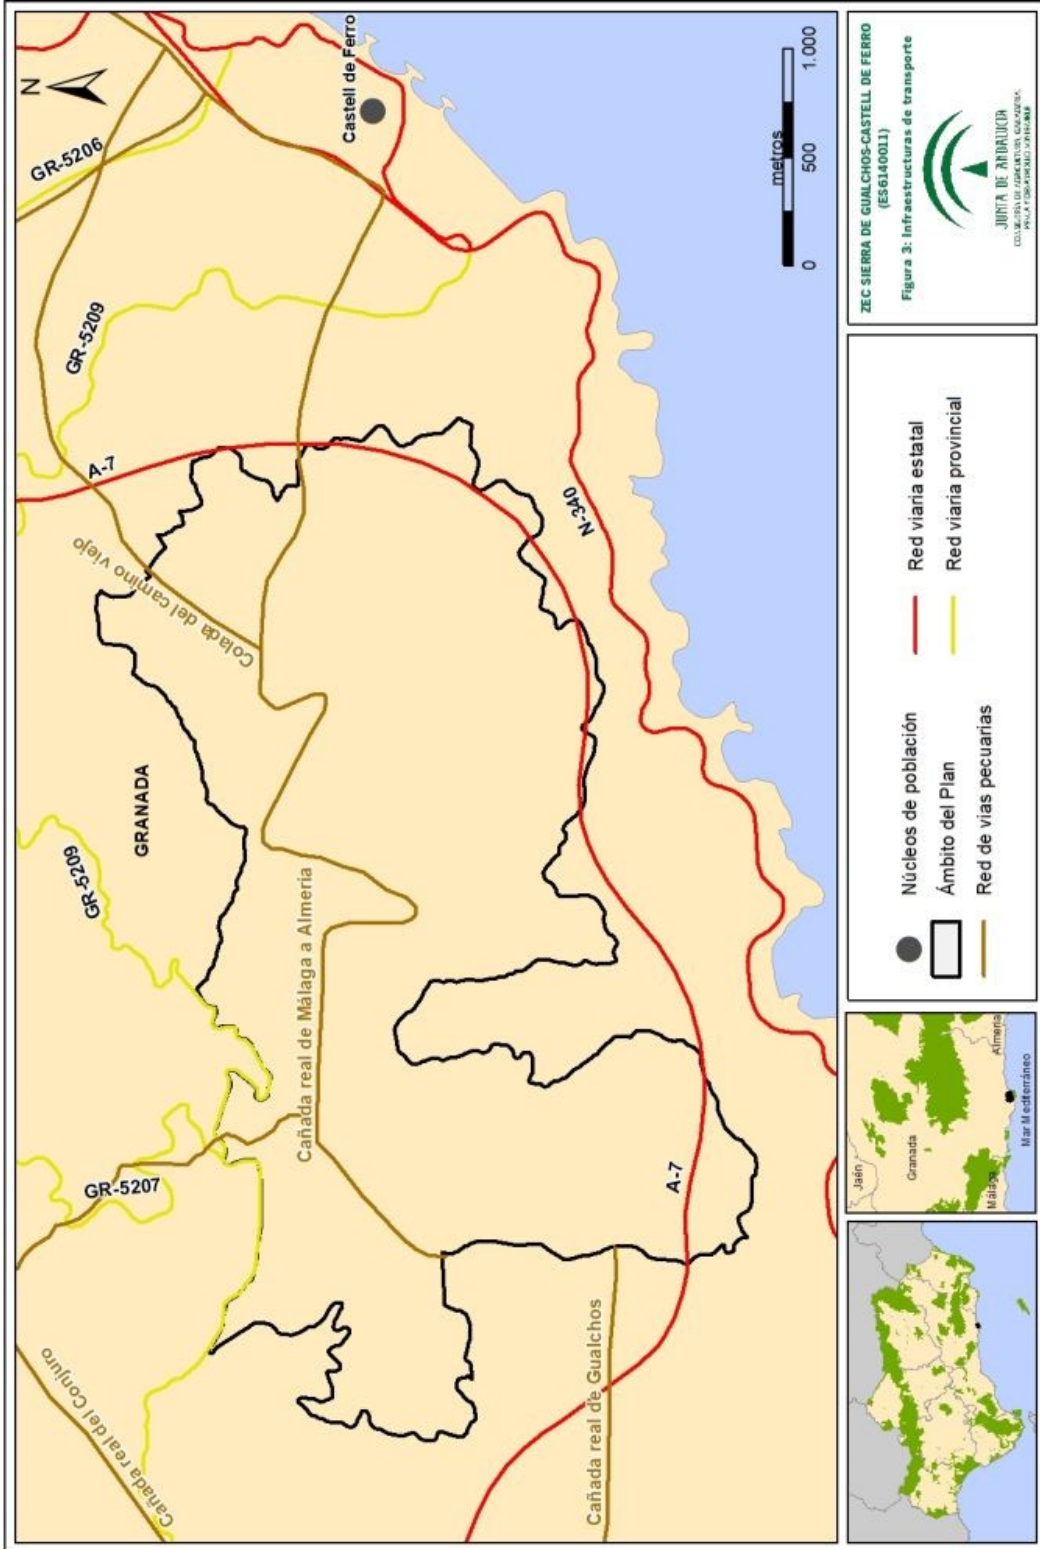 Cañada real del Conjuro
GR-5207
GR-5209
GRANADA
Colada del camino viejo
A-7
GR-5209
GR-5206
N
Cañada real de Málaga a Almeria
Castell de Ferro
Cañada real de Gualchos
A-7
N-340
metros
0 500 1.000
Jaén
Granada
Málaga
Almería
Mar Mediterráneo
Núcleos de población
Ámbito del Plan
Red de vias pecuarias
Red viaria estatal
Red viaria provincial
ZEC SIERRA DE GUALCHOS-CASTELL DE FERRO
(ES6140011)
Figura 3: Infraestructuras de transporte
JUNTA DE ANDALUCIA